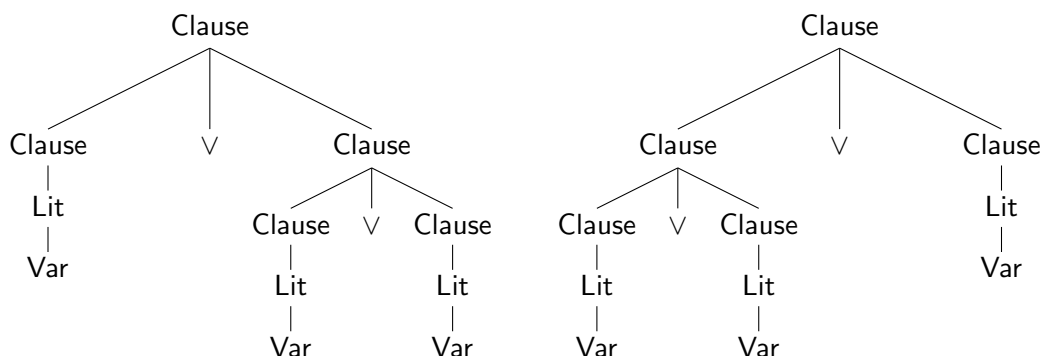 Clause Clause
Clause ∨ Clause Clause ∨ Clause
Lit Clause ∨ Clause Clause ∨ Clause Lit
Var Lit Lit Lit Lit Var
Var Var Var Var